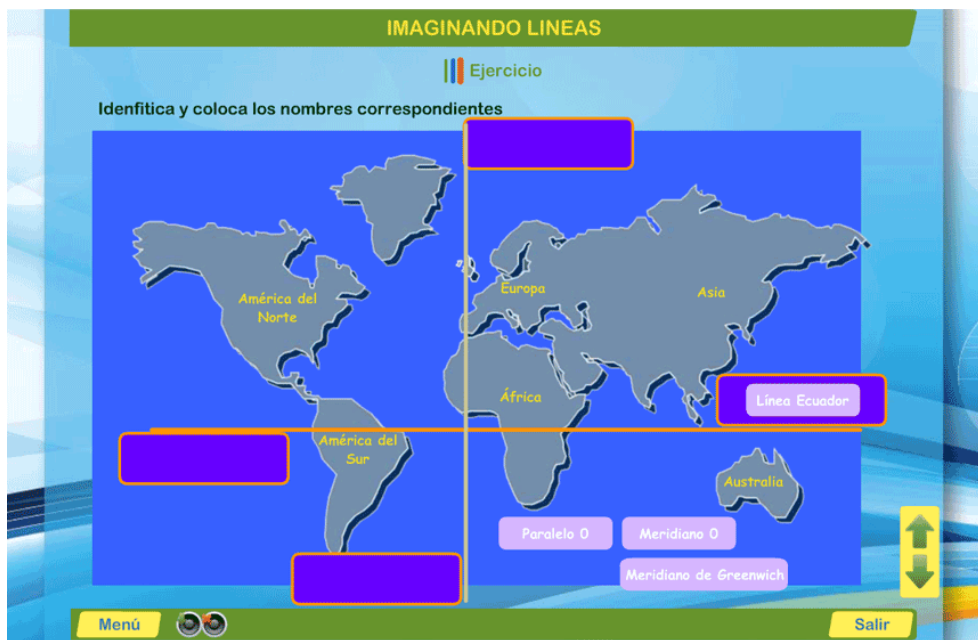 IMAGINANDO LINEAS
Ejercicio
Idenfitica y coloca los nombres correspondientes
América del
Norte
Europa
Asia
África
Línea Ecuador
América del
Sur
Australia
Paralelo 0
Meridiano 0
Meridiano de Greenwich
Menú
Salir